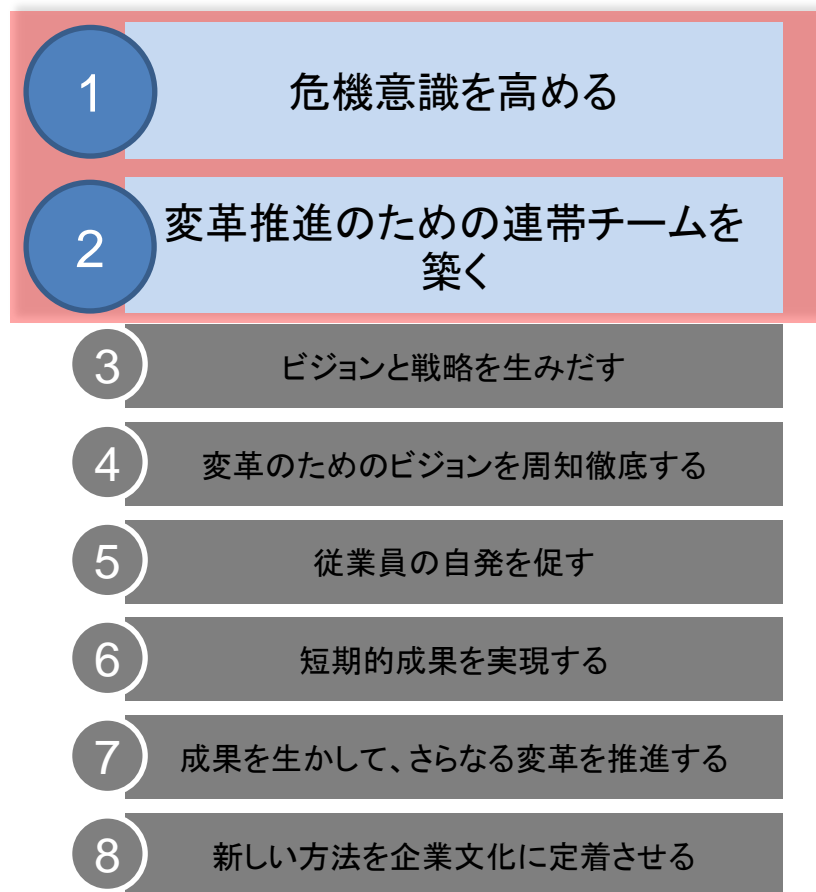 1
危機意識を高める
2
変革推進のための連帯チームを
築く
3
ビジョンと戦略を生みだす
4
変革のためのビジョンを周知徹底する
5
従業員の自発を促す
6
短期的成果を実現する
7
成果を生かして、さらなる変革を推進する
8
新しい方法を企業文化に定着させる